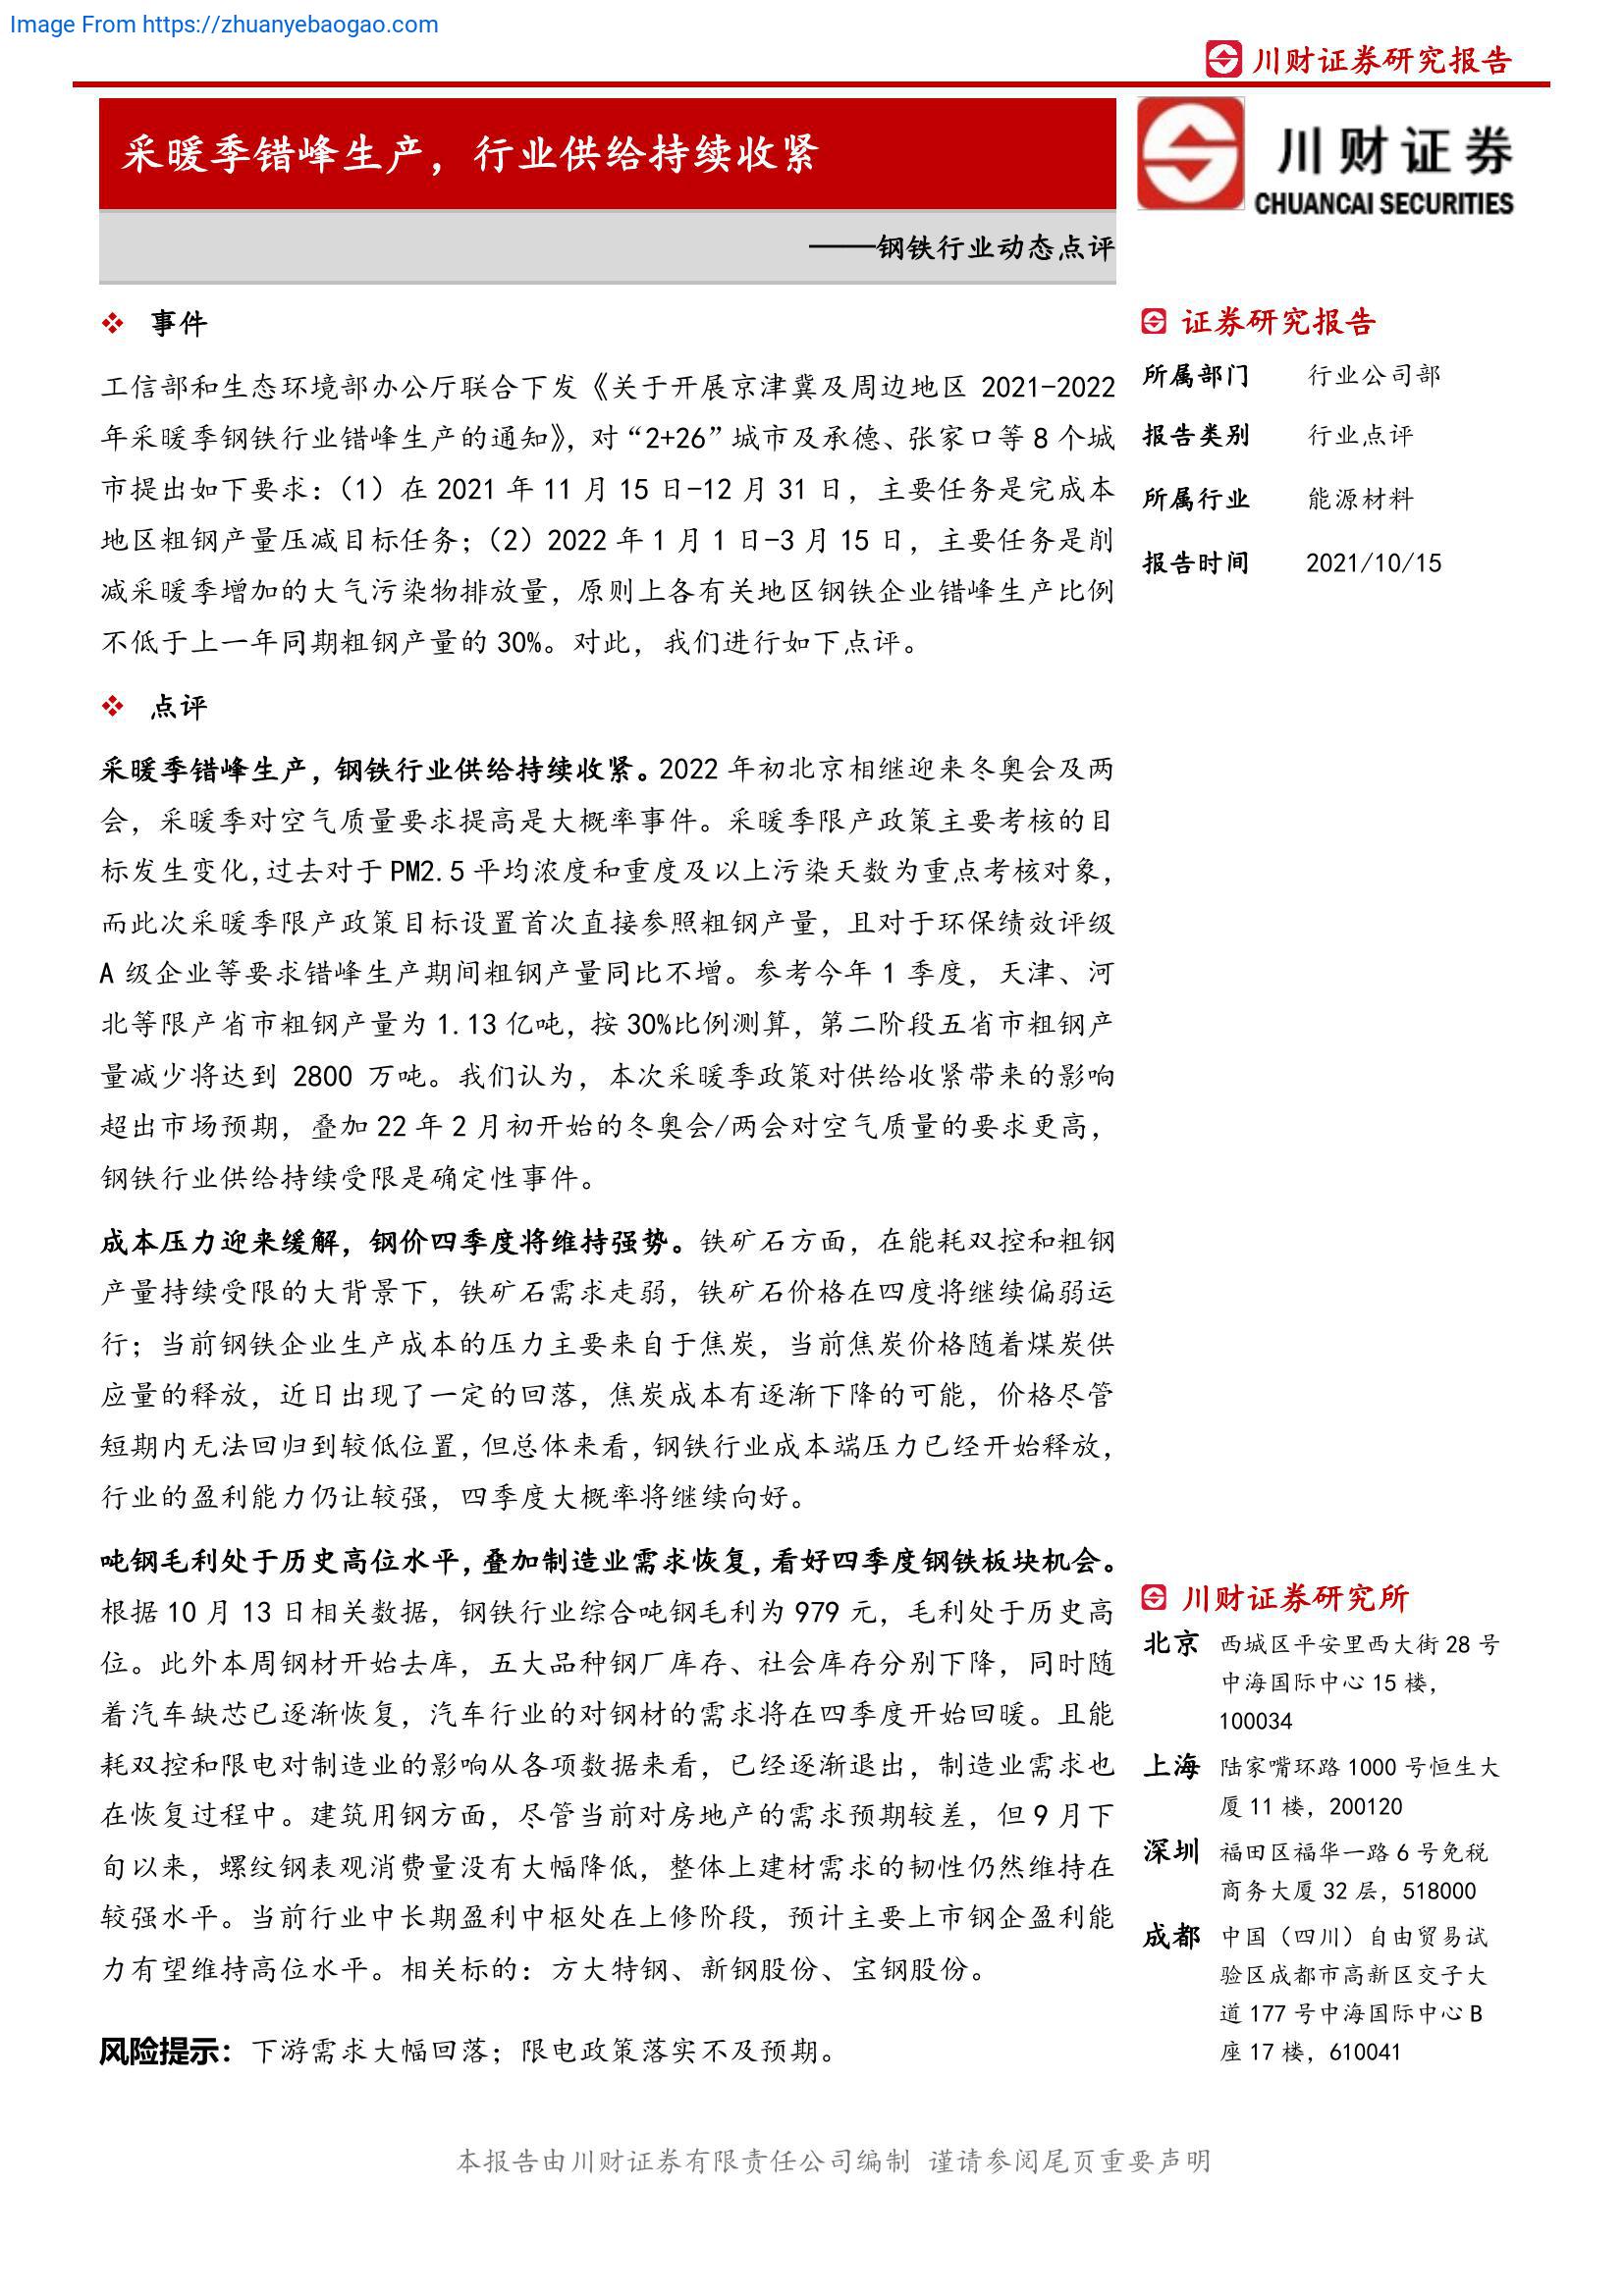 Image From https://zhuanyebaogao.com
川财证券研究报告
采暖季错峰生产，行业供给持续收紧
川财证券
CHUANCAI SECURITIES
——钢铁行业动态点评
❖ 事件
工信部和生态环境部办公厅联合下发《关于开展京津冀及周边地区 2021-2022
年采暖季钢铁行业错峰生产的通知》，对“2+26”城市及承德、张家口等 8 个城
市提出如下要求：（1）在 2021 年 11 月 15 日-12 月 31 日，主要任务是完成本
地区粗钢产量压减目标任务；（2）2022 年 1 月 1 日-3 月 15 日，主要任务是削
减采暖季增加的大气污染物排放量，原则上各有关地区钢铁企业错峰生产比例
不低于上一年同期粗钢产量的 30%。对此，我们进行如下点评。
❖ 点评
采暖季错峰生产，钢铁行业供给持续收紧。2022 年初北京相继迎来冬奥会及两
会，采暖季对空气质量要求提高是大概率事件。采暖季限产政策主要考核的目
标发生变化，过去对于 PM2.5 平均浓度和重度及以上污染天数为重点考核对象，
而此次采暖季限产政策目标设置首次直接参照粗钢产量，且对于环保绩效评级
A 级企业等要求错峰生产期间粗钢产量同比不增。参考今年 1 季度，天津、河
北等限产省市粗钢产量为 1.13 亿吨，按 30%比例测算，第二阶段五省市粗钢产
量减少将达到 2800 万吨。我们认为，本次采暖季政策对供给收紧带来的影响
超出市场预期，叠加 22 年 2 月初开始的冬奥会/两会对空气质量的要求更高，
钢铁行业供给持续受限是确定性事件。
成本压力迎来缓解，钢价四季度将维持强势。铁矿石方面，在能耗双控和粗钢
产量持续受限的大背景下，铁矿石需求走弱，铁矿石价格在四度将继续偏弱运
行；当前钢铁企业生产成本的压力主要来自于焦炭，当前焦炭价格随着煤炭供
应量的释放，近日出现了一定的回落，焦炭成本有逐渐下降的可能，价格尽管
短期内无法回归到较低位置，但总体来看，钢铁行业成本端压力已经开始释放，
行业的盈利能力仍让较强，四季度大概率将继续向好。
吨钢毛利处于历史高位水平，叠加制造业需求恢复，看好四季度钢铁板块机会。
根据 10 月 13 日相关数据，钢铁行业综合吨钢毛利为 979 元，毛利处于历史高
位。此外本周钢材开始去库，五大品种钢厂库存、社会库存分别下降，同时随
着汽车缺芯已逐渐恢复，汽车行业的对钢材的需求将在四季度开始回暖。且能
耗双控和限电对制造业的影响从各项数据来看，已经逐渐退出，制造业需求也
在恢复过程中。建筑用钢方面，尽管当前对房地产的需求预期较差，但 9 月下
旬以来，螺纹钢表观消费量没有大幅降低，整体上建材需求的韧性仍然维持在
较强水平。当前行业中长期盈利中枢处在上修阶段，预计主要上市钢企盈利能
力有望维持高位水平。相关标的：方大特钢、新钢股份、宝钢股份。
风险提示：下游需求大幅回落；限电政策落实不及预期。
证券研究报告
所属部门 行业公司部
报告类别 行业点评
所属行业 能源材料
报告时间 2021/10/15
川财证券研究所
北京 西城区平安里西大街 28 号
中海国际中心 15 楼，
100034
上海 陆家嘴环路 1000 号恒生大
厦 11 楼，200120
深圳 福田区福华一路 6 号免税
商务大厦 32 层，518000
成都 中国（四川）自由贸易试
验区成都市高新区交子大
道 177 号中海国际中心 B
座 17 楼，610041
本报告由川财证券有限责任公司编制 谨请参阅尾页重要声明